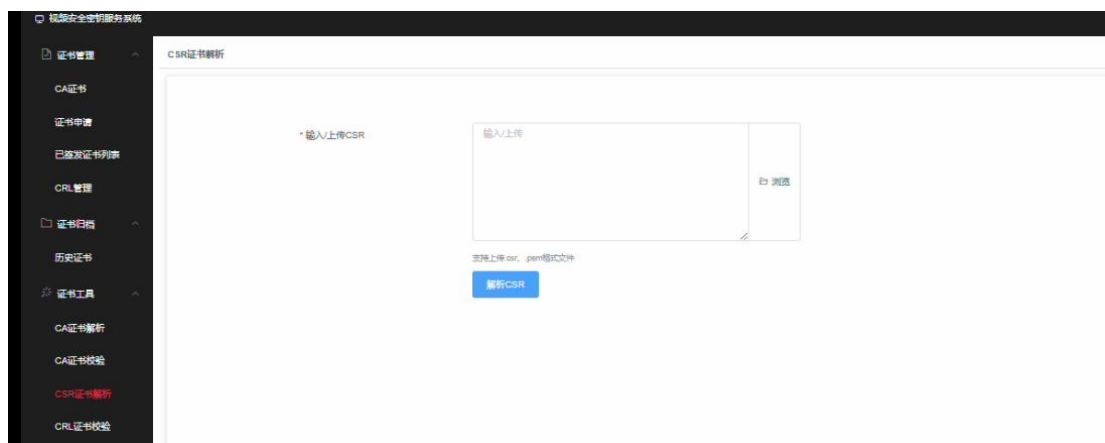 视频安全密钥服务系统
证书管理
CSR证书解析
CA证书
证书申请
* 输入/上传CSR
输入/上传
已签发证书列表
浏览
CRL管理
证书归档
历史证书
支持上传.csr, .pem格式文件
解析CSR
证书工具
CA证书解析
CA证书校验
CSR证书解析
CRL证书校验